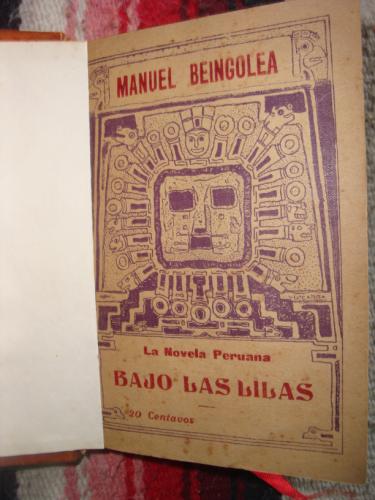 MANUEL BEINGOLEA
La Novela Peruana
BAJO LAS LILAS
20 Centavos